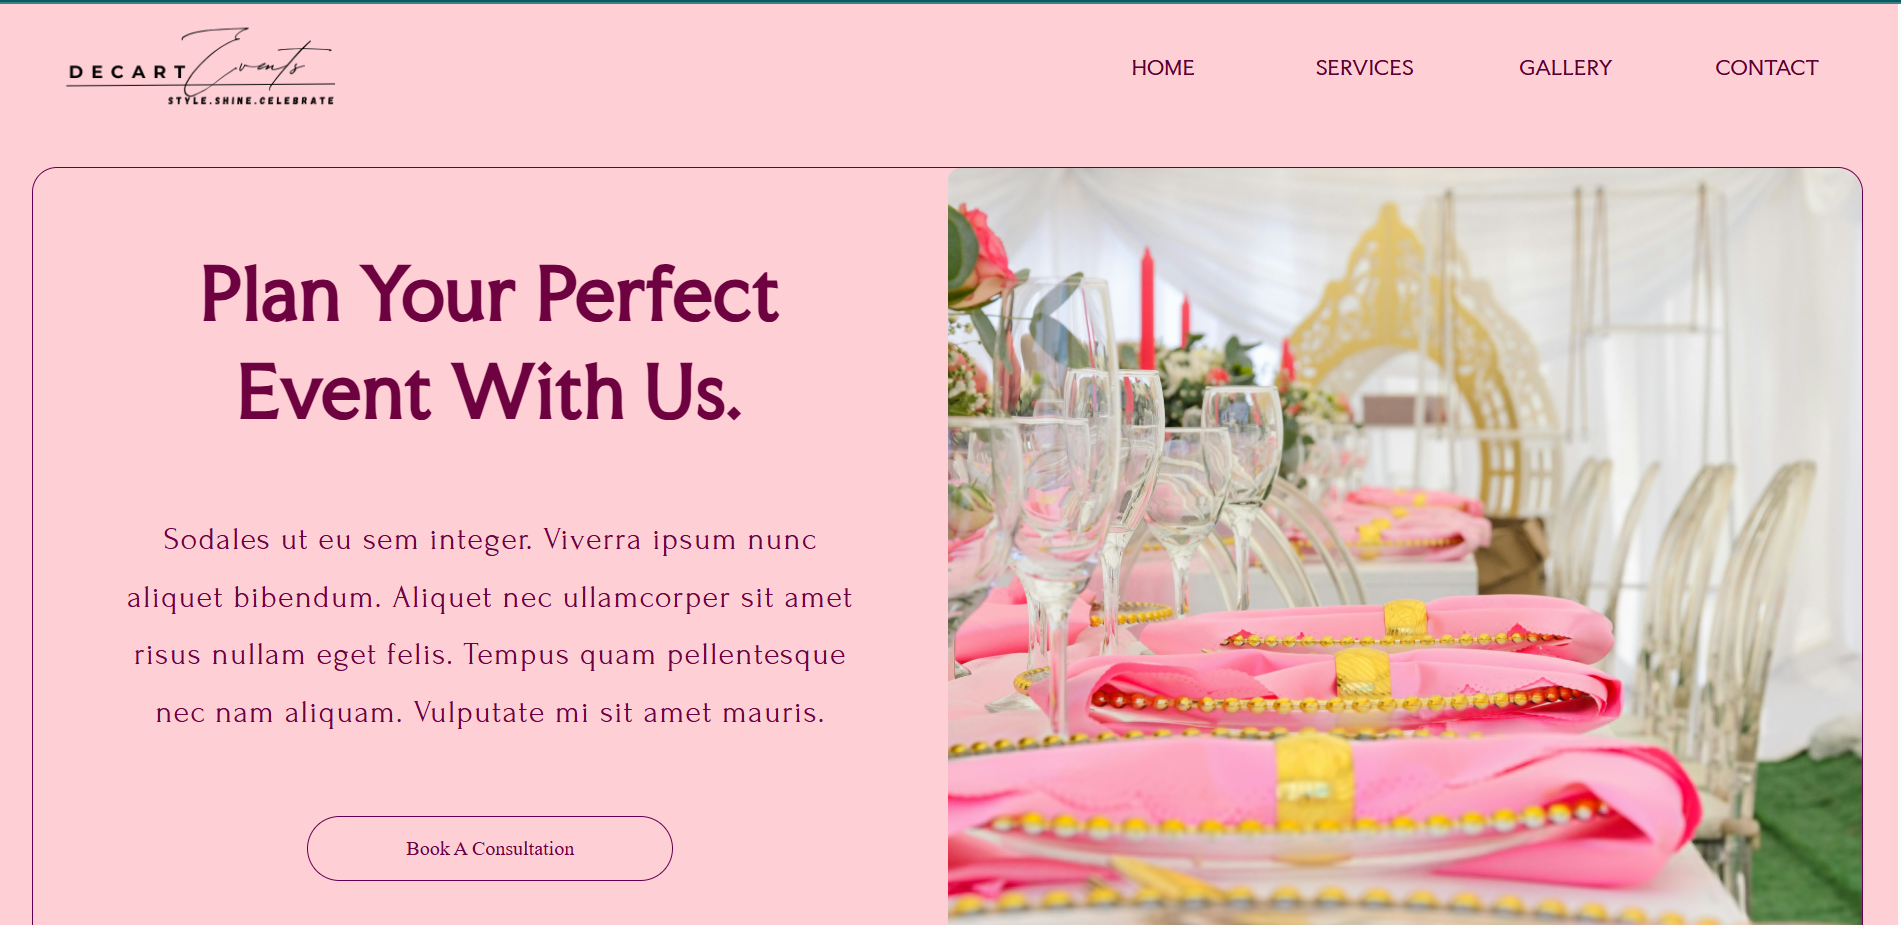 DECART Events
STYLE.SHINE.CELEBRATE
HOME SERVICES GALLERY CONTACT
Plan Your Perfect
Event With Us.
Sodales ut eu sem integer. Viverra ipsum nunc
aliquet bibendum. Aliquet nec ullamcorper sit amet
risus nullam eget felis. Tempus quam pellentesque
nec nam aliquam. Vulputate mi sit amet mauris.
Book A Consultation